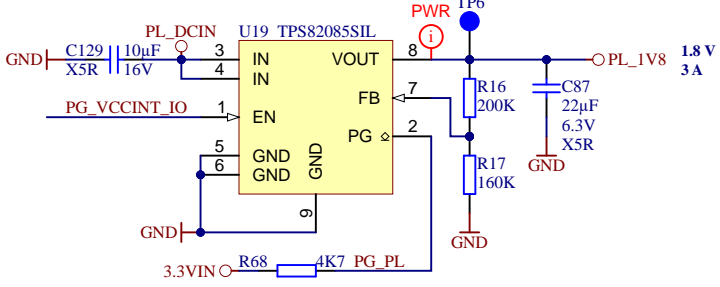 PWR
TP6
PL_DCIN
U19 TPS82085SIL
GND
C129
10µF
X5R
16V
3
IN
4
IN
VOUT
8
PL_1V8
1.8 V
3 A
R16
200K
C87
22µF
6.3V
X5R
GND
FB
7
PG_VCCINT_IO
1
EN
PG
2
5
GND
6
GND
GND
R17
160K
9
GND
GND
3.3VIN
R68
4K7
PG_PL
i